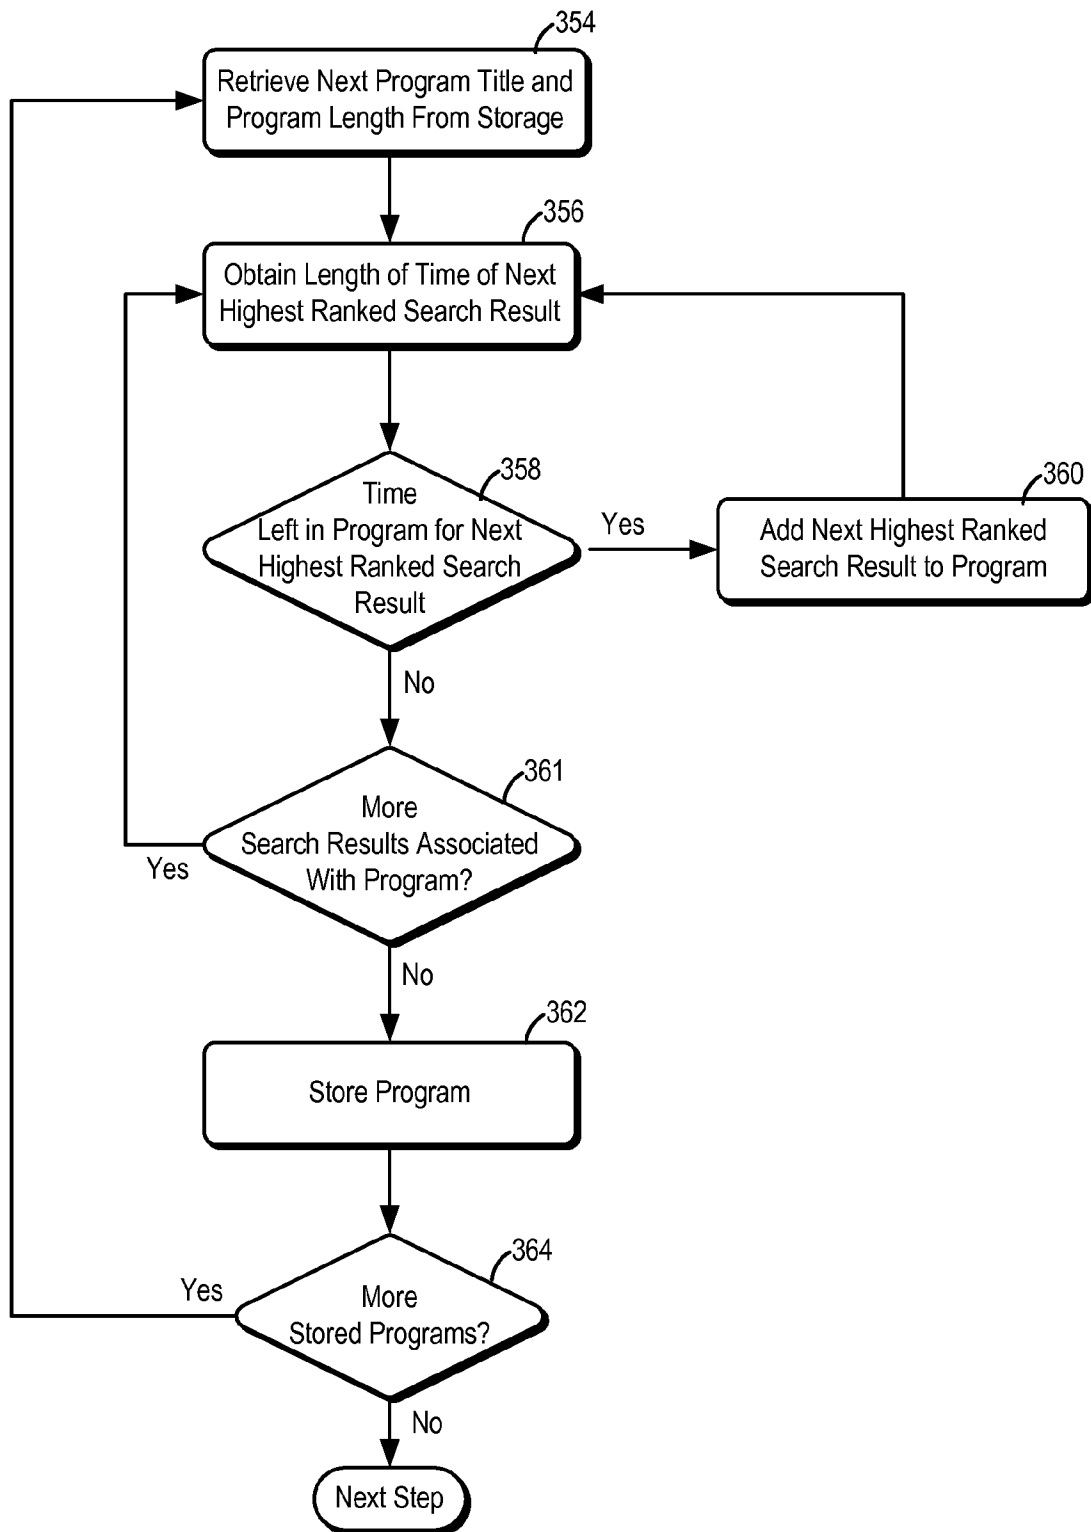 354
Retrieve Next Program Title and
Program Length From Storage
356
Obtain Length of Time of Next
Highest Ranked Search Result
358
Time
Left in Program for Next
Highest Ranked Search
Result
Yes
360
Add Next Highest Ranked
Search Result to Program
No
361
More
Search Results Associated
With Program?
Yes
No
362
Store Program
364
More
Stored Programs?
Yes
No
Next Step